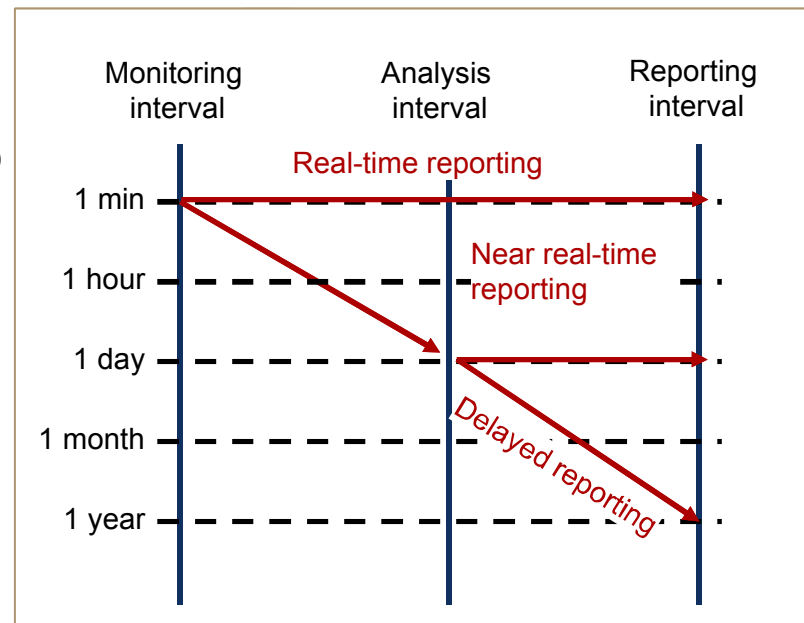 Monitoring
interval
Analysis
interval
Reporting
interval
Real-time reporting
1 min
Near real-time
reporting
1 hour
1 day
Delayed reporting
1 month
1 year